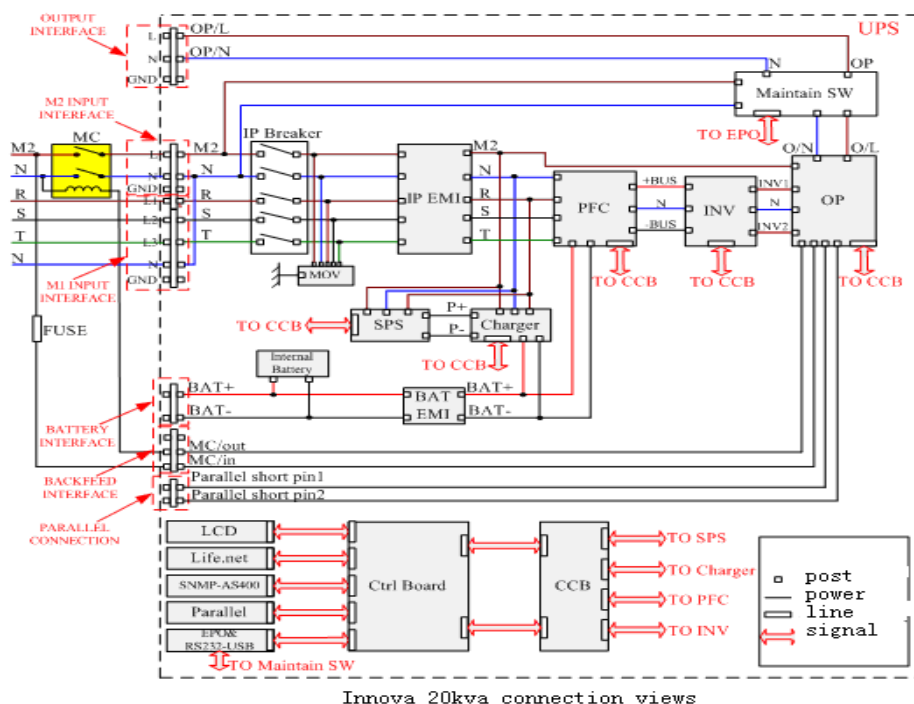 OUTPUT
INTERFACE
L
OP/L
UPS
N
OP/N
GND
N
OP
Maintain SW
M2 INPUT
INTERFACE
TO EPO
MC
IP Breaker
O/N
O/L
M2
L
M2
M2
N
N
N
N
GND
R
L1
R
IP EMI
R
+BUS
INV1
S
L2
S
S
PFC
N
INV
N
OP
T
L3
T
T
-BUS
INV2
N
N
GND
MOV
M1 INPUT
INTERFACE
TO CCB
TO CCB
TO CCB
FUSE
TO CCB
SPS
P+
P-
Charger
Internal
Battery
TO CCB
BAT+
BAT
EMI
BAT+
BAT-
BAT-
BATTERY
INTERFACE
MC/out
MC/in
BACKFEED
INTERFACE
Parallel short pin1
Parallel short pin2
PARALLEL
CONNECTION
LCD
Life.net
SNMP-AS400
Parallel
EPO&
RS232-USB
Ctrl Board
CCB
TO SPS
TO Charger
TO PFC
TO INV
TO Maintain SW
post
power
line
signal
Innova 20kva connection views